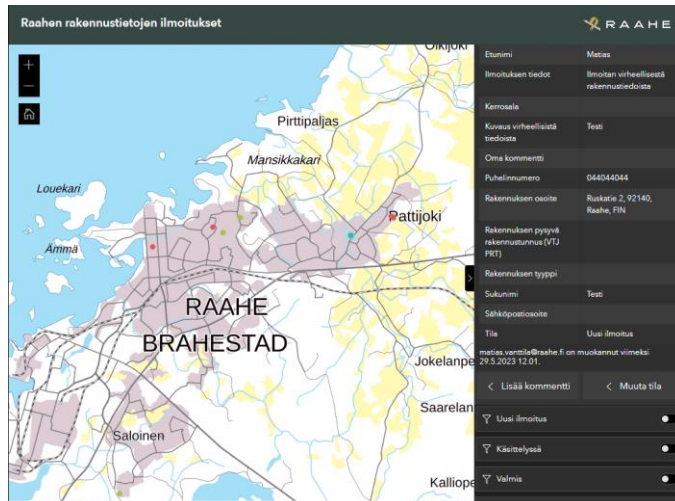 Raahen rakennustietojen ilmoitukset
RAAHE
Olkijoki
Pirttipaljas
Mansikkakari
Louekari
Ämmä
Pattijoki
RAAHE
BRAHESTAD
Jokelanpe
Saarelan
Saloinen
Kalliope
Etunimi Matias
Ilmoituksen tiedot Ilmoitan virheellisestä
rakennustiedoista
Kerrosala
Kuvaus virheellisistä Testi
tiedoista
Oma kommentti
Puhelinnumero 044044044
Rakennuksen osoite Ruskatie 2, 92140,
Raahe, FIN
Rakennuksen pysyvä
rakennustunnus (VTJ
PRT)
Rakennuksen tyyppi
Sukunimi Testi
Sähköpostiosoite
Tila Uusi ilmoitus
matias.vanttila@raahe.fi on muokannut viimeksi
29.5.2023 12.01.
Lisää kommentti Muuta tila
Uusi ilmoitus
Käsittelyssä
Valmis